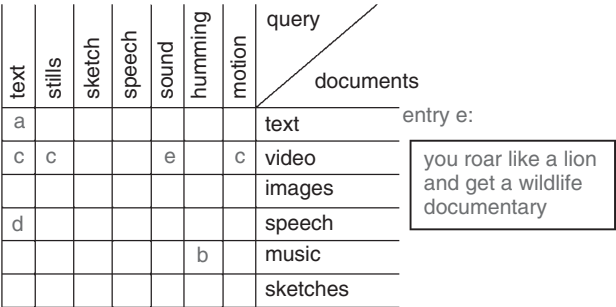 text
stills
sketch
speech
sound
humming
motion
query
documents
a
text
entry e:
c c e c video
you roar like a lion
and get a wildlife
documentary
images
d speech
b music
sketches